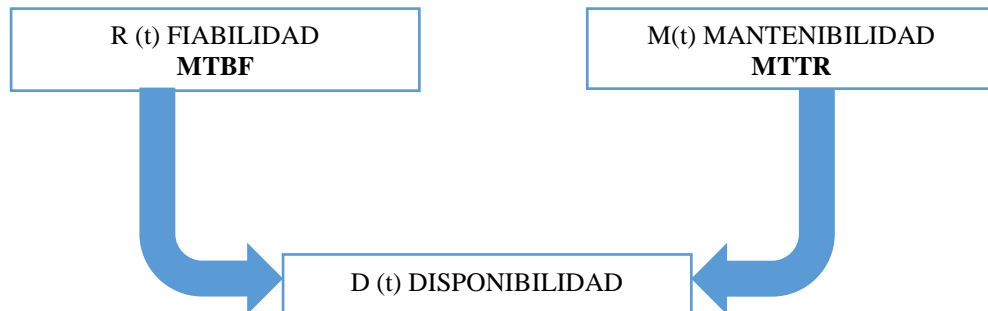 R (t) FIABILIDAD
MTBF
M(t) MANTENIBILIDAD
MTTR
D (t) DISPONIBILIDAD